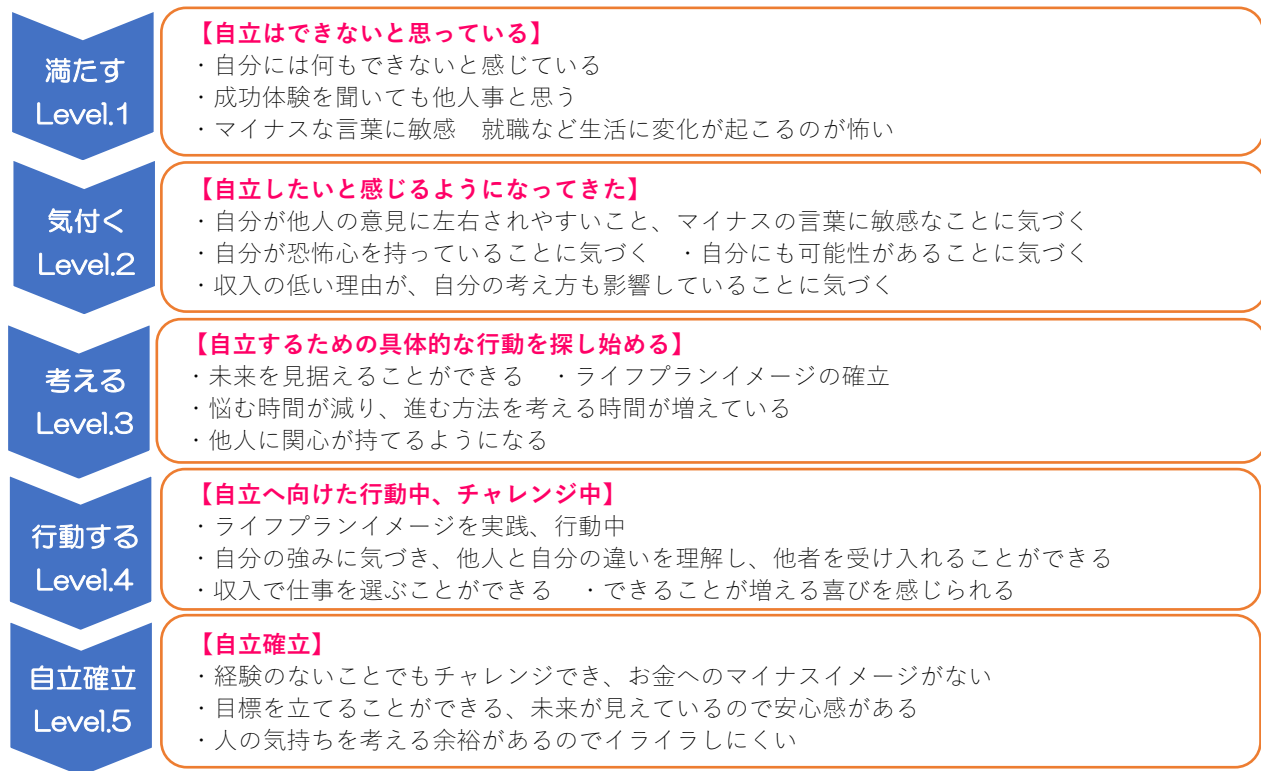 満たす
Level.1
【自立はできないと思っている】
・自分には何もできないと感じている
・成功体験を聞いても他人事と思う
・マイナスな言葉に敏感　就職など生活に変化が起こるのが怖い
気付く
Level.2
【自立したいと感じるようになってきた】
・自分が他人の意見に左右されやすいこと、マイナスの言葉に敏感なことに気づく
・自分が恐怖心を持っていることに気づく　・自分にも可能性があることに気づく
・収入の低い理由が、自分の考え方も影響していることに気づく
考える
Level.3
【自立するための具体的な行動を探し始める】
・未来を見据えることができる　・ライフプランイメージの確立
・悩む時間が減り、進む方法を考える時間が増えている
・他人に関心が持てるようになる
行動する
Level.4
【自立へ向けた行動中、チャレンジ中】
・ライフプランイメージを実践、行動中
・自分の強みに気づき、他人と自分の違いを理解し、他者を受け入れることができる
・収入で仕事を選ぶことができる　・できることが増える喜びを感じられる
自立確立
Level.5
【自立確立】
・経験のないことでもチャレンジでき、お金へのマイナスイメージがない
・目標を立てることができる、未来が見えているので安心感がある
・人の気持ちを考える余裕があるのでイライラしにくい